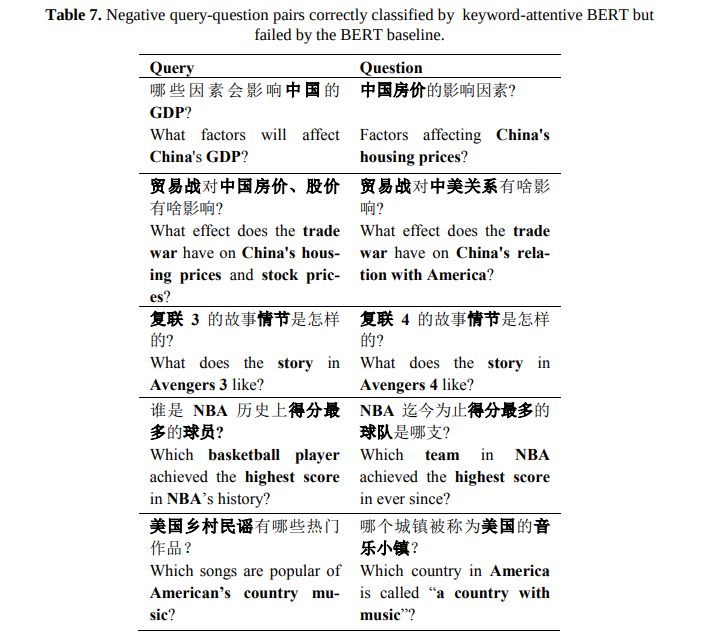 Table 7. Negative query-question pairs correctly classified by keyword-attentive BERT but
failed by the BERT baseline.
Query
Question
哪些因素会影响中国的
GDP?
What factors will affect
China's GDP?
中国房价的影响因素?
Factors affecting China's
housing prices?
贸易战对中国房价、股价
有啥影响?
What effect does the trade
war have on China's hous-
ing prices and stock pric-
es?
贸易战对中美关系有啥影
响?
What effect does the trade
war have on China's rela-
tion with America?
复联 3 的故事情节是怎样
的?
What does the story in
Avengers 3 like?
复联 4 的故事情节是怎样
的?
What does the story in
Avengers 4 like?
谁是 NBA 历史上得分最
多的球员?
Which basketball player
achieved the highest score
in NBA's history?
NBA 迄今为止得分最多的
球队是哪支?
Which team in NBA
achieved the highest score
in ever since?
美国乡村民谣有哪些热门
作品？
Which songs are popular of
American's country mu-
sic?
哪个城镇被称为美国的音
乐小镇？
Which country in America
is called “a country with
music”?